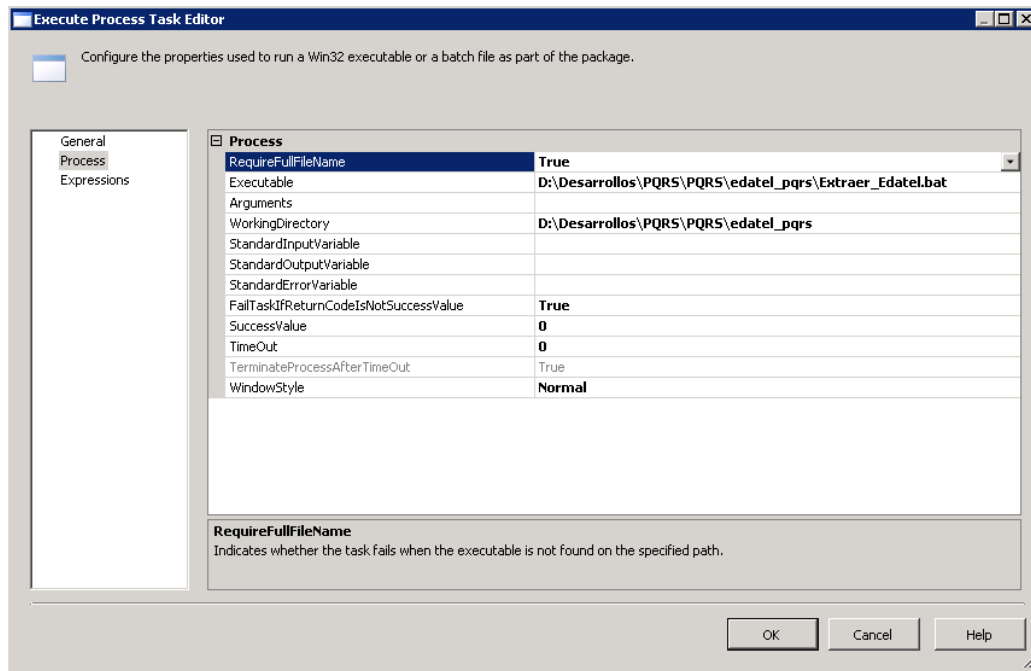 Execute Process Task Editor
Configure the properties used to run a Win32 executable or a batch file as part of the package.
General
Process
Expressions
Process
RequireFullFileName True
Executable D:\Desarrollos\PQRS\PQRS\edatel_pqrs\Extraer_Edatel.bat
Arguments
WorkingDirectory D:\Desarrollos\PQRS\PQRS\edatel_pqrs
StandardInputVariable
StandardOutputVariable
StandardErrorVariable
FailTaskIfReturnCodeIsNotSuccessValue True
SuccessValue 0
TimeOut 0
TerminateProcessAfterTimeOut True
WindowStyle Normal
RequireFullFileName
Indicates whether the task fails when the executable is not found on the specified path.
OK Cancel Help